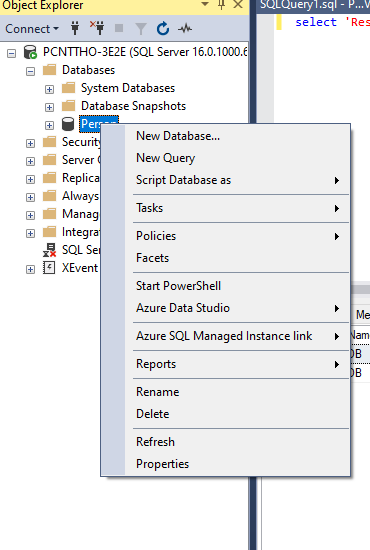 Object Explorer
SQLQuery1.sql - P...
Connect
select 'Res
PCNTTHO-3E2E (SQL Server 16.0.1000.6
Databases
System Databases
Database Snapshots
Security
Server
Replica
Always
Manage
Integrat
SQL Ser
XEvent
New Database...
New Query
Script Database as
Tasks
Policies
Facets
Start PowerShell
Azure Data Studio
Azure SQL Managed Instance link
Reports
Rename
Delete
Refresh
Properties
Me
Nam
DB
DB